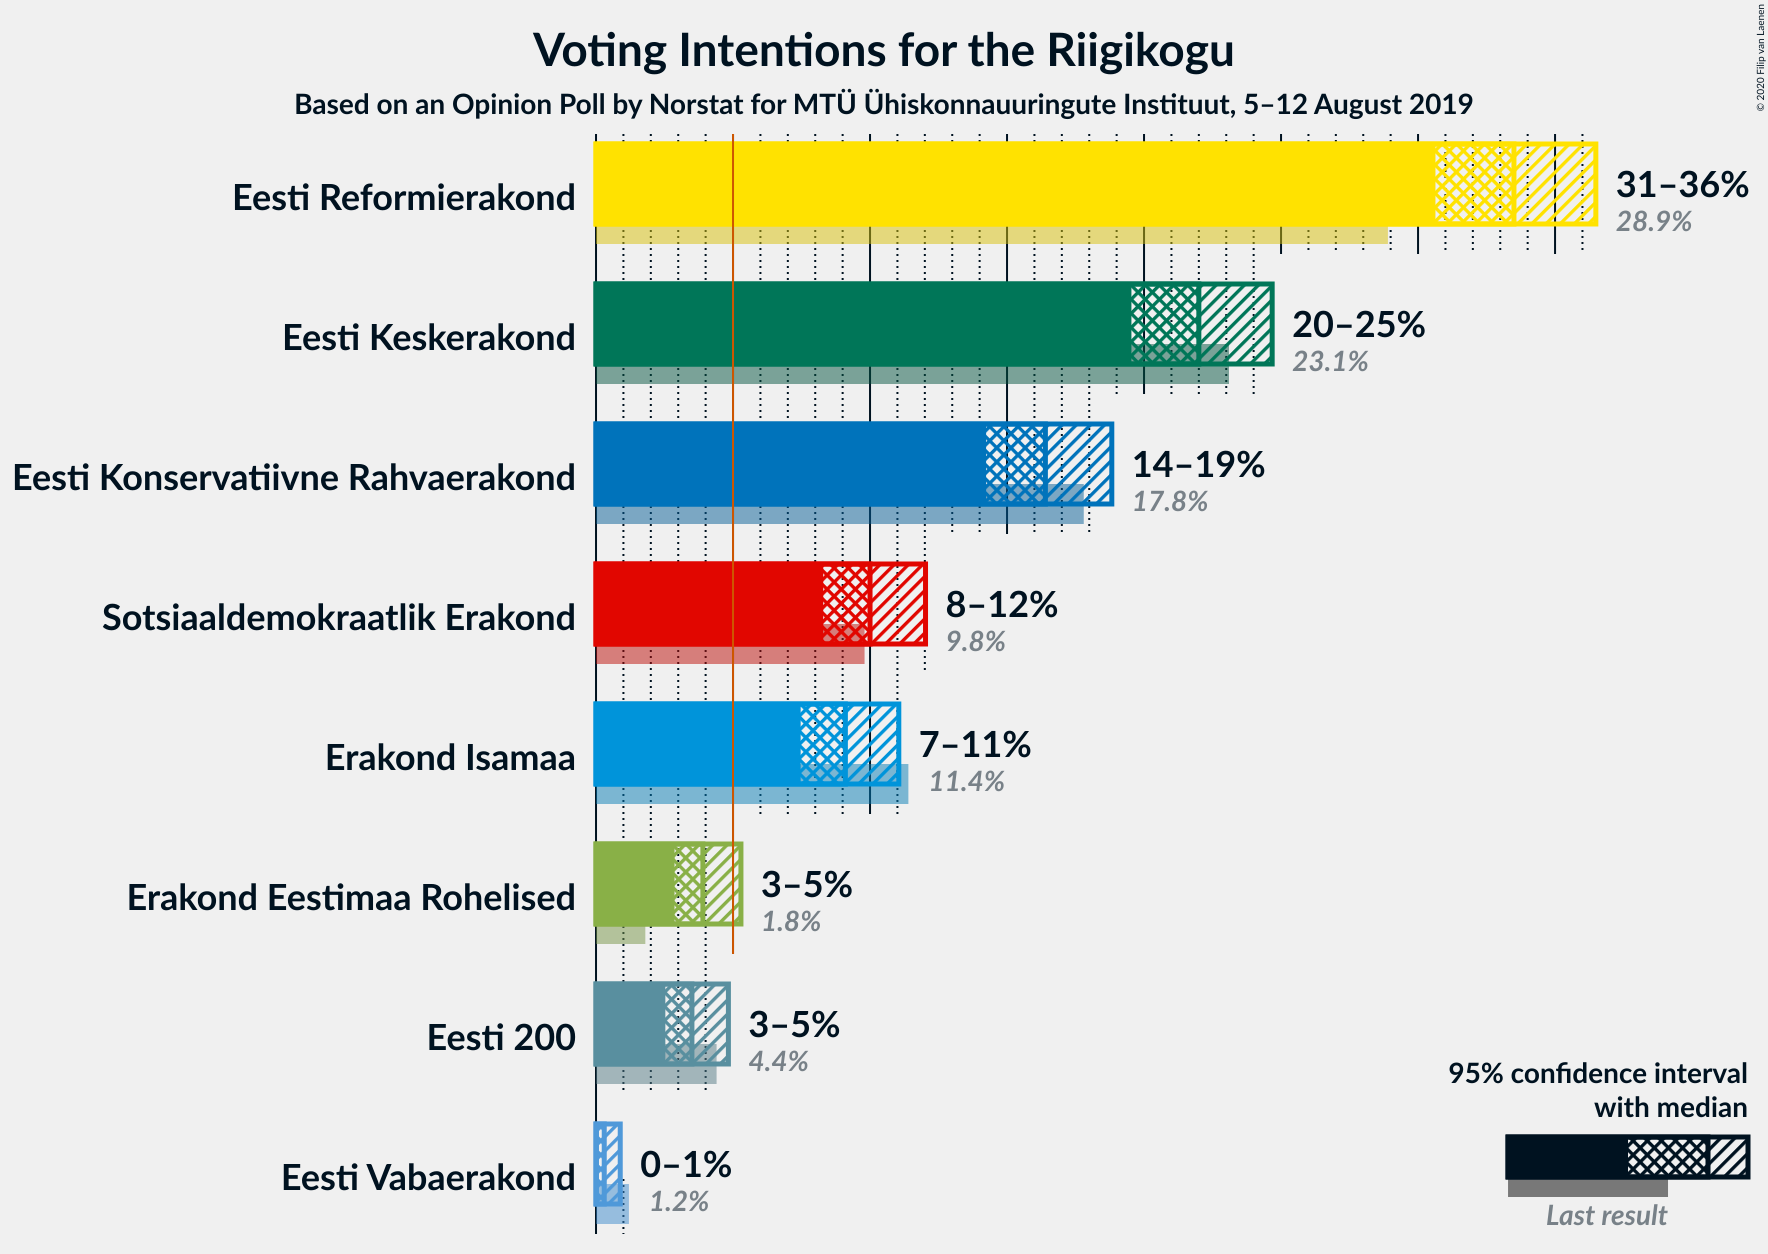 Voting Intentions for the Riigikogu
Based on an Opinion Poll by Norstat for MTÜ Ühiskonnauuringute Instituut, 5–12 August 2019
© 2020 Filip van Laenen
Eesti Reformierakond
31–36%
28.9%
Eesti Keskerakond
20–25%
23.1%
Eesti Konservatiivne Rahvaerakond
14–19%
17.8%
Sotsiaaldemokraatlik Erakond
8–12%
9.8%
Erakond Isamaa
7–11%
11.4%
Erakond Eestimaa Rohelised
3–5%
1.8%
Eesti 200
3–5%
4.4%
Eesti Vabaerakond
0–1%
1.2%
95% confidence interval
with median
Last result